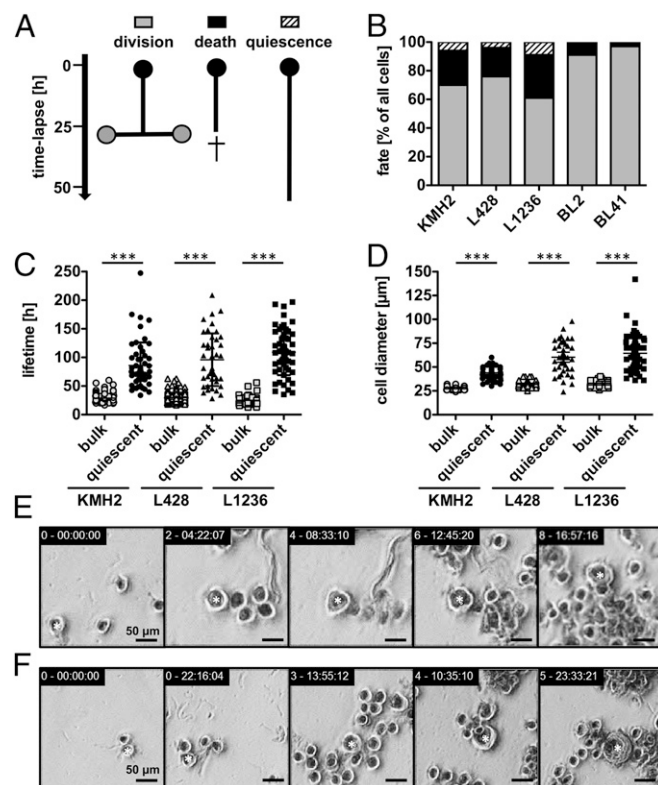 A
division
death
quiescence
time-lapse [h]
0
25
50
B
fate [% of all cells]
100
80
60
40
20
0
KMH2
L428
L1236
BL2
BL41
C
lifetime [h]
250
200
150
100
50
0
*** *** ***
bulk
quiescent
bulk
quiescent
bulk
quiescent
KMH2 L428 L1236
D
cell diameter [µm]
150
125
100
75
50
25
0
*** *** ***
bulk
quiescent
bulk
quiescent
bulk
quiescent
KMH2 L428 L1236
E
0 - 00:00:00
2 - 04:22:07
4 - 08:33:10
6 - 12:45:20
8 - 16:57:16
50 µm
F
0 - 00:00:00
0 - 22:16:04
3 - 13:55:12
4 - 10:35:10
5 - 23:33:21
50 µm